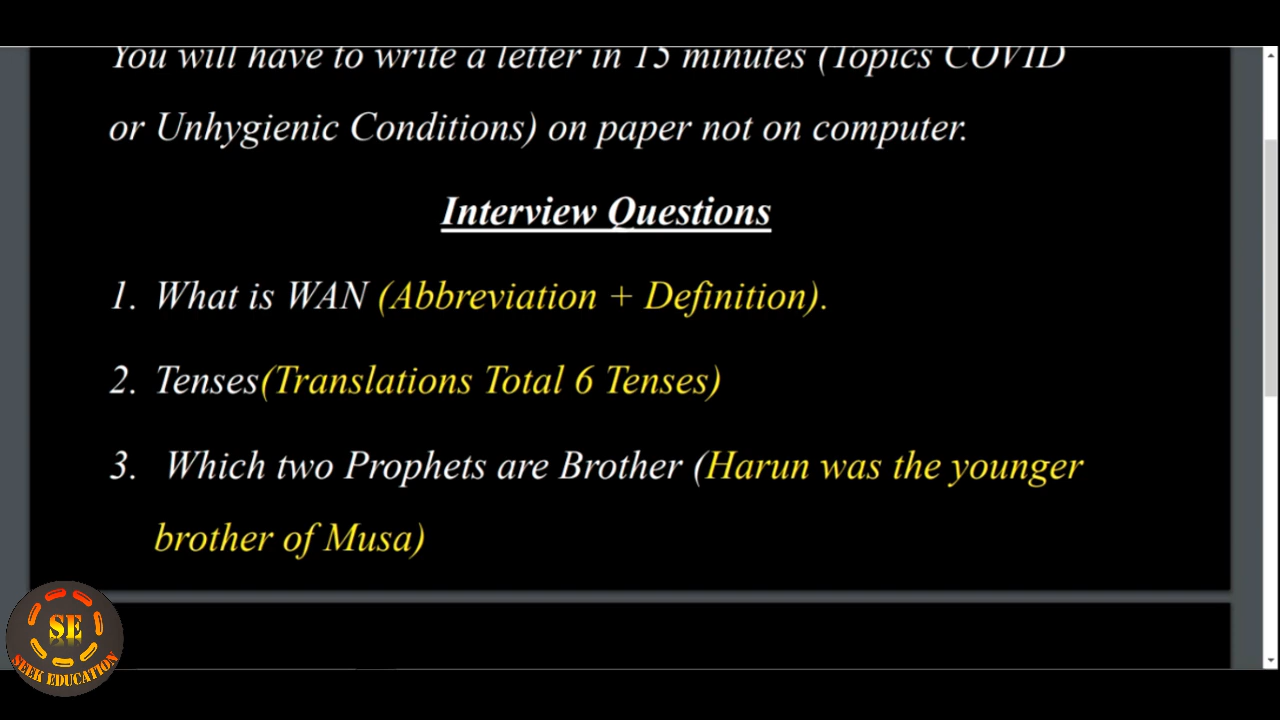 You will have to write a letter in 15 minutes (Topics COVID
or Unhygienic Conditions) on paper not on computer.
Interview Questions
1. What is WAN (Abbreviation + Definition).
2. Tenses(Translations Total 6 Tenses)
3. Which two Prophets are Brother (Harun was the younger
brother of Musa)
SE
SEEK EDUCATION